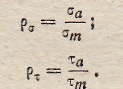 ρσ = σa/σm;
ρτ = τa/τm.